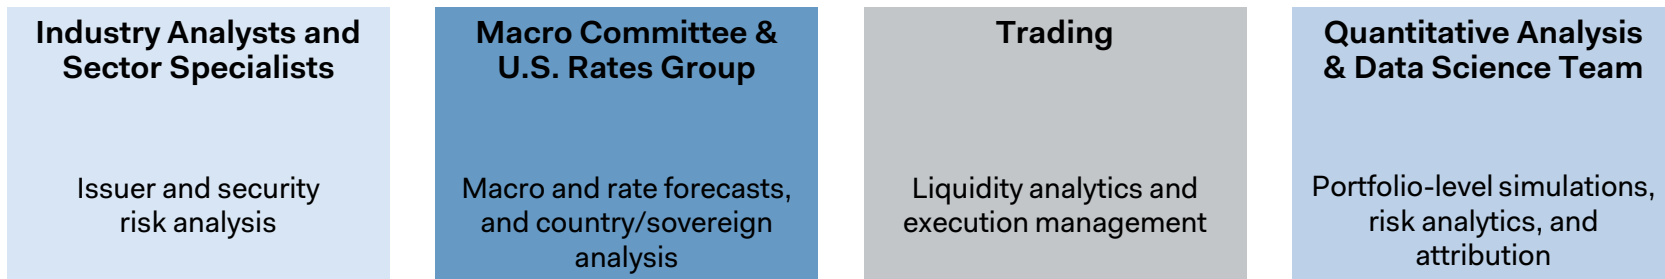 Industry Analysts and
Sector Specialists
Issuer and security
risk analysis
Macro Committee &
U.S. Rates Group
Macro and rate forecasts,
and country/sovereign
analysis
Trading
Liquidity analytics and
execution management
Quantitative Analysis
& Data Science Team
Portfolio-level simulations,
risk analytics, and
attribution